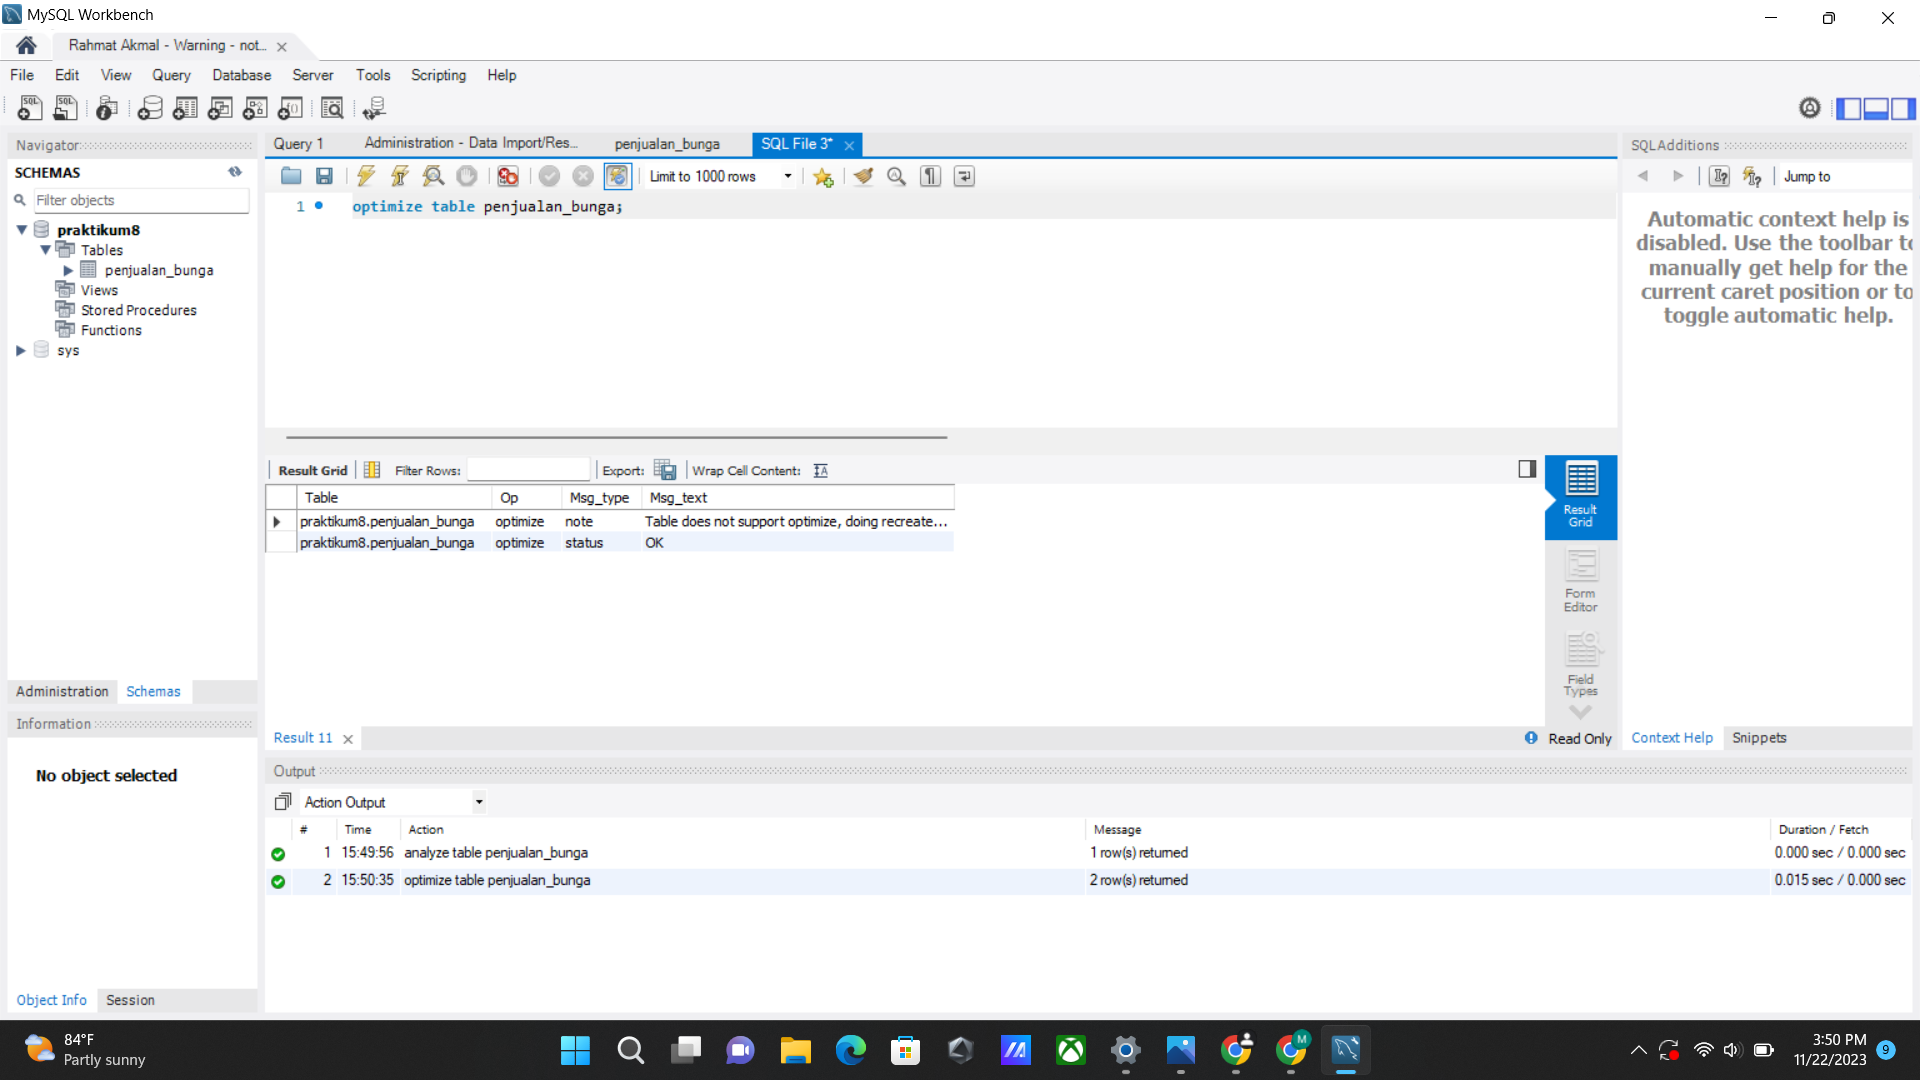 MySQL Workbench
Rahmat Akmal - Warning - not...
File Edit View Query Database Server Tools Scripting Help
Navigator
SCHEMAS
Filter objects
praktikum8
Tables
penjualan_bunga
Views
Stored Procedures
Functions
sys
Administration Schemas
Information
No object selected
Object Info Session
Query 1 Administration - Data Import/Res... penjualan_bunga SQL File 3*
Limit to 1000 rows
1 optimize table penjualan_bunga;
Result Grid Filter Rows: Export: Wrap Cell Content:
Table Op Msg_type Msg_text
praktikum8.penjualan_bunga optimize note Table does not support optimize, doing recreate...
praktikum8.penjualan_bunga optimize status OK
Result
Grid
Form
Editor
Field
Types
Result 11 Read Only
Output
Action Output
# Time Action Message Duration / Fetch
1 15:49:56 analyze table penjualan_bunga 1 row(s) returned 0.000 sec / 0.000 sec
2 15:50:35 optimize table penjualan_bunga 2 row(s) returned 0.015 sec / 0.000 sec
SQLAdditions
Jump to
Automatic context help is
disabled. Use the toolbar to
manually get help for the
current caret position or to
toggle automatic help.
Context Help Snippets
84°F
Partly sunny
3:50 PM
11/22/2023
9